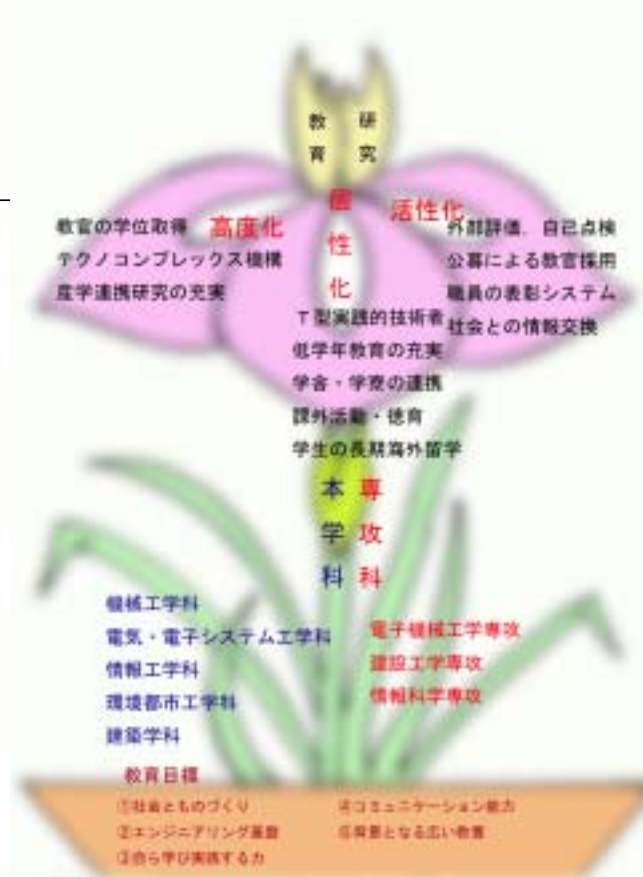 教育
研究
高度化
個性化
活性化
教官の学位取得
テクノコンプレックス機構
産学連携研究の充実
外部評価、自己点検
公募による教官採用
職員の表彰システム
社会との情報交換
T型実践的技術者
低学年教育の充実
学舎・学寮の連携
課外活動・徳育
学生の長期海外留学
本学科
専攻科
機械工学科
電気・電子システム工学科
情報工学科
環境都市工学科
建築学科
電子機械工学専攻
建設工学専攻
情報科学専攻
教育目標
①社会とものづくり
②エンジニアリング基盤
③自ら学び実践する力
④コミュニケーション能力
⑤背景となる広い教養